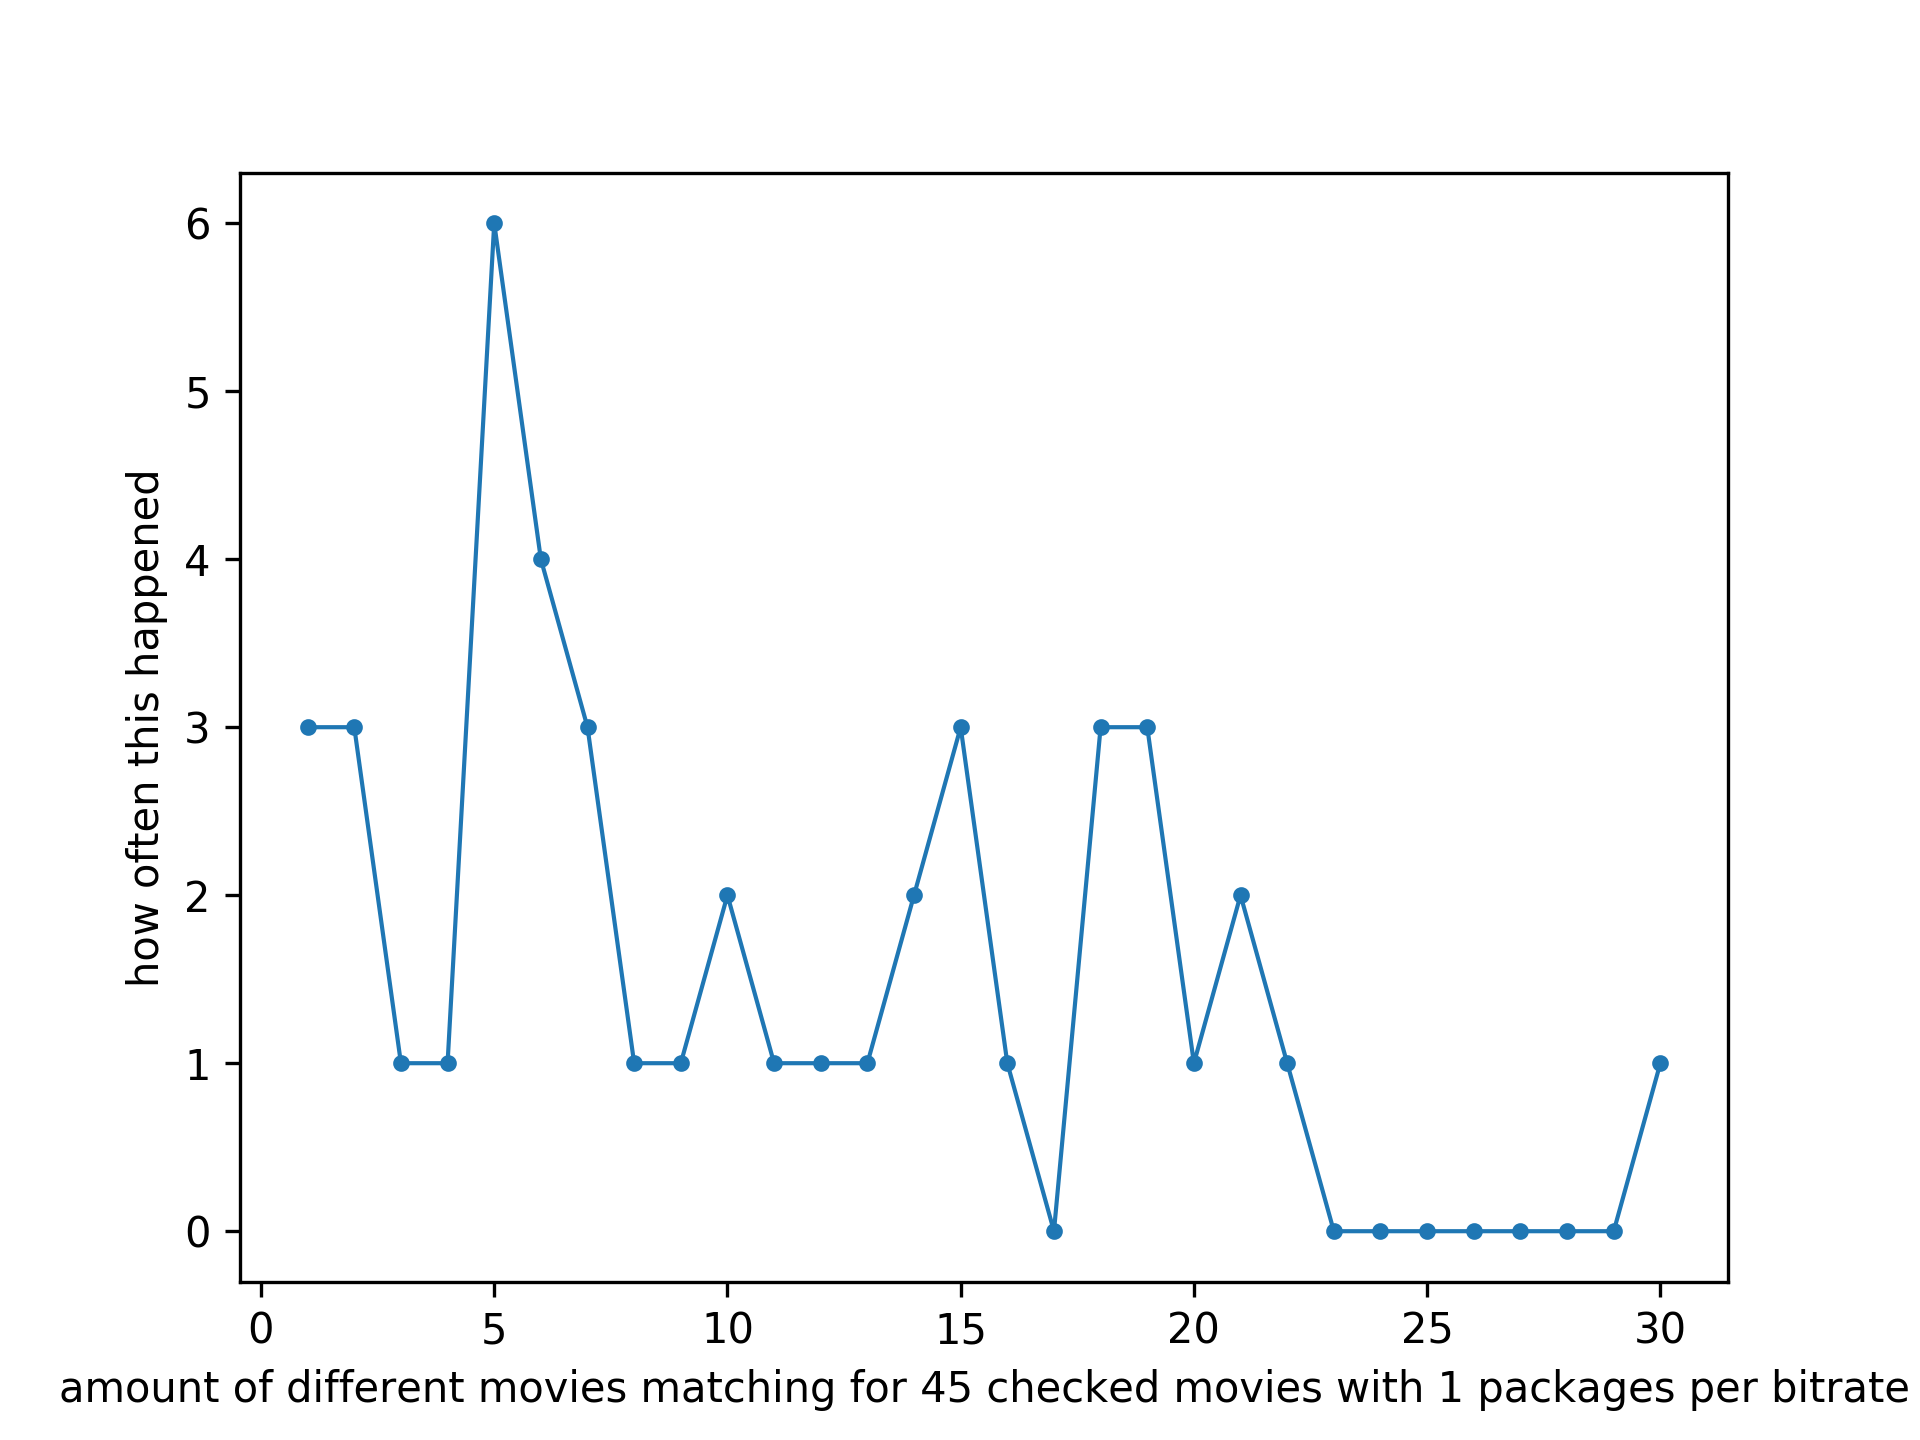 6
5
4
3
2
1
0
how often this happened
0 5 10 15 20 25 30
amount of different movies matching for 45 checked movies with 1 packages per bitrate